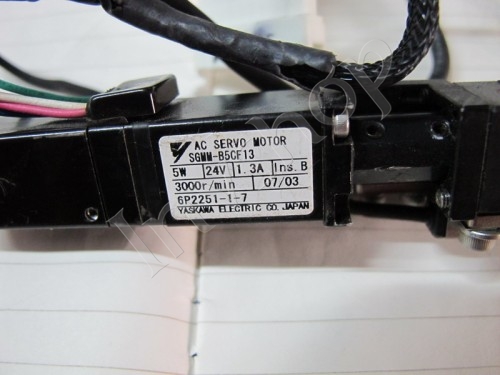 AC SERVO MOTOR
SGMM-B5CF13
5W 24V 1.3A Ins.B
3000r/min 07/03
6P2251-1-7
YASKAWA ELECTRIC CO. JAPAN